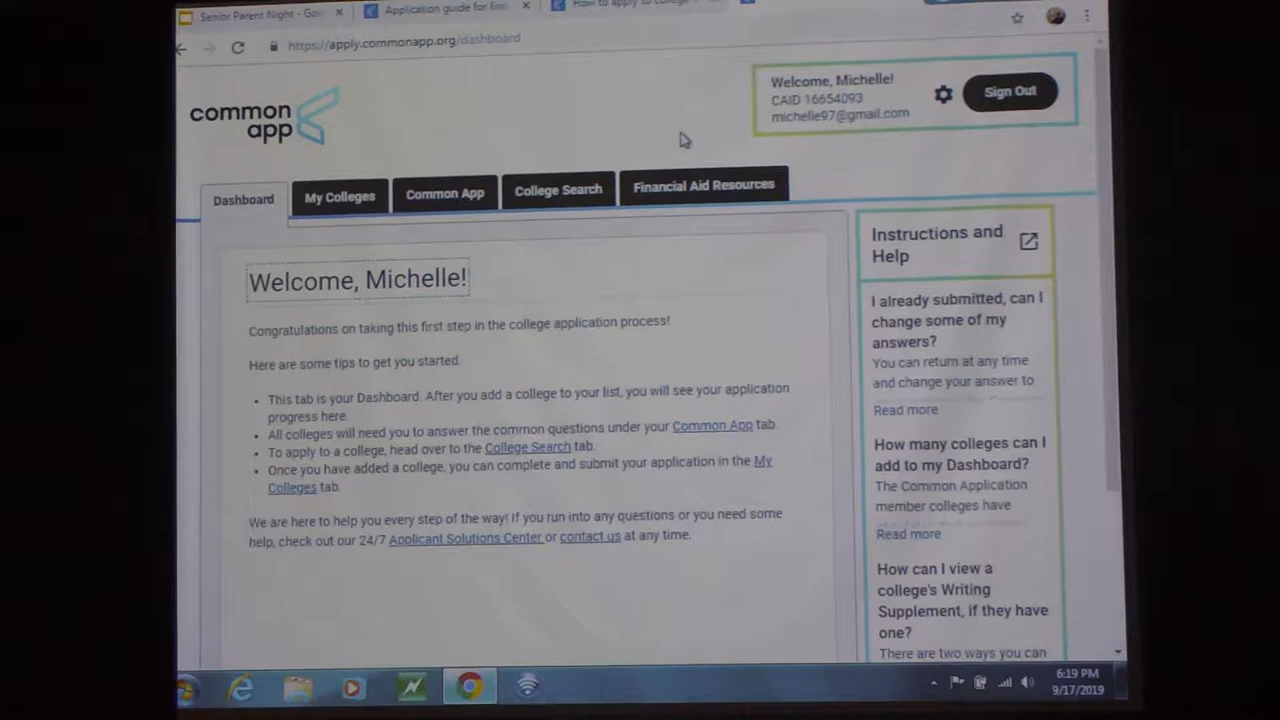 Senior Parent Night - Go
Application guide for first
How to apply to college
https://apply.commonapp.org/dashboard
Welcome, Michelle!
CAID 16654093
michelle97@gmail.com
Sign Out
common
app
Dashboard
My Colleges
Common App
College Search
Financial Aid Resources
Welcome, Michelle!
Congratulations on taking this first step in the college application process!
Here are some tips to get you started.
• This tab is your Dashboard. After you add a college to your list, you will see your application
progress here.
• All colleges will need you to answer the common questions under your Common App tab.
• To apply to a college, head over to the College Search tab.
• Once you have added a college, you can complete and submit your application in the My
Colleges tab.
We are here to help you every step of the way! If you run into any questions or you need some
help, check out our 24/7 Applicant Solutions Center or contact us at any time.
Instructions and
Help
I already submitted, can I
change some of my
answers?
You can return at any time
and change your answer to
Read more
How many colleges can I
add to my Dashboard?
The Common Application
member colleges have
Read more
How can I view a
college's Writing
Supplement, if they have
one?
There are two ways you can
6:19 PM
9/17/2019